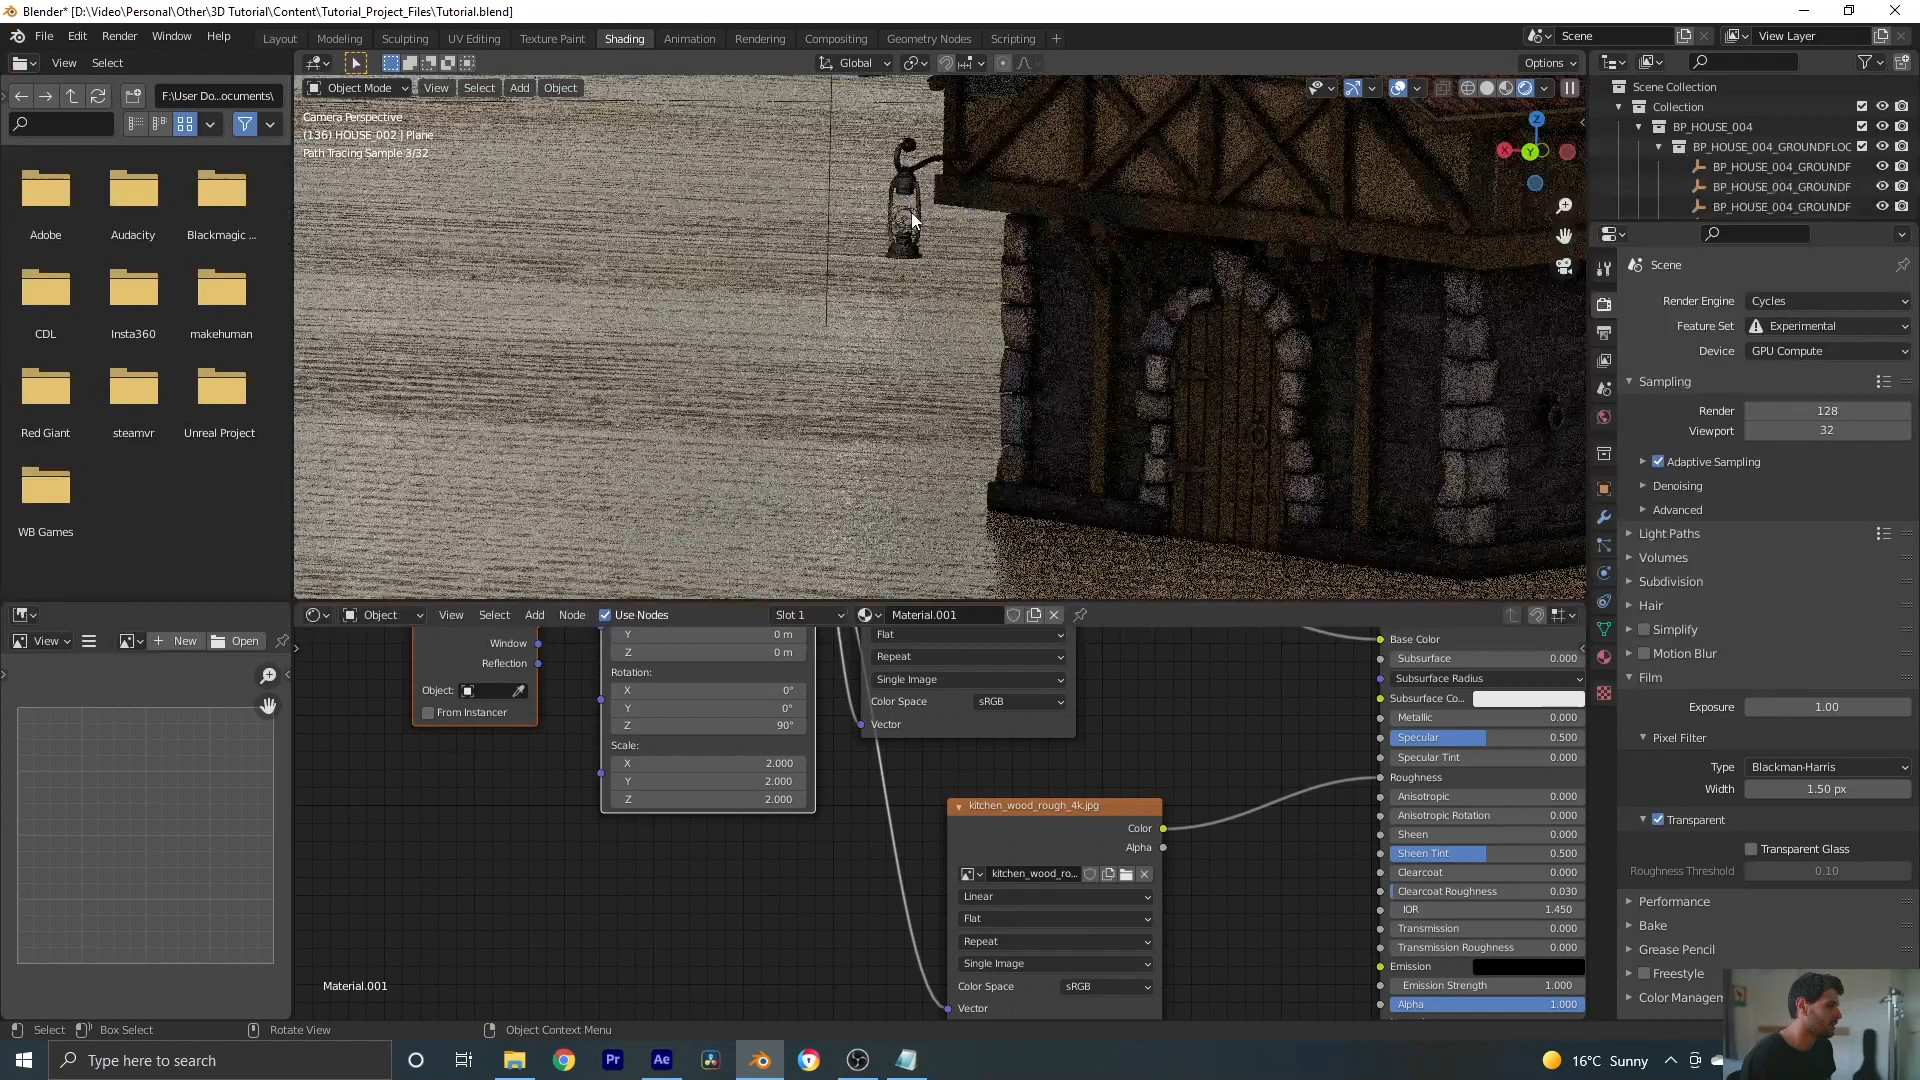 Blender* [D:\Video\Personal\Other\3D Tutorial\Content\Tutorial_Project_Files\Tutorial.blend]
File Edit Render Window Help Layout Modeling Sculpting UV Editing Texture Paint Shading Animation Rendering Compositing Geometry Nodes Scripting Scene View Layer
View Select Global Options
F:\User Do...ocuments\ Object Mode View Select Add Object
Scene Collection
Collection
Camera Perspective
(136) HOUSE_002 | Plane
Path Tracing Sample 3/32
BP_HOUSE_004
BP_HOUSE_004_GROUNDFLOC
BP_HOUSE_004_GROUNDF
BP_HOUSE_004_GROUNDF
BP_HOUSE_004_GROUNDF
X Y Z
Adobe Audacity Blackmagic ...
CDL Insta360 makehuman
Red Giant steamvr Unreal Project
WB Games
Scene
Render Engine Cycles
Feature Set Experimental
Device GPU Compute
Sampling
Render 128
Viewport 32
Adaptive Sampling
Denoising
Advanced
Light Paths
Volumes
Subdivision
Hair
Simplify
Motion Blur
Film
Exposure 1.00
Pixel Filter
Type Blackman-Harris
Width 1.50 px
Transparent
Transparent Glass
Roughness Threshold 0.10
Performance
Bake
Grease Pencil
Freestyle
Color Managem
View New Open
Object View Select Add Node Use Nodes Slot 1 Material.001
Window
Reflection
Object:
From Instancer
Y 0 m
Z 0 m
Rotation:
X 0°
Y 0°
Z 90°
Scale:
X 2.000
Y 2.000
Z 2.000
Flat
Repeat
Single Image
Color Space sRGB
Vector
kitchen_wood_rough_4k.jpg
Color
Alpha
kitchen_wood_ro...
Linear
Flat
Repeat
Single Image
Color Space sRGB
Vector
Base Color
Subsurface 0.000
Subsurface Radius
Subsurface Co...
Metallic 0.000
Specular 0.500
Specular Tint 0.000
Roughness
Anisotropic 0.000
Anisotropic Rotation 0.000
Sheen 0.000
Sheen Tint 0.500
Clearcoat 0.000
Clearcoat Roughness 0.030
IOR 1.450
Transmission 0.000
Transmission Roughness 0.000
Emission
Emission Strength 1.000
Alpha 1.000
Material.001
Select Box Select Rotate View Object Context Menu
Type here to search Pr Ae 16°C Sunny